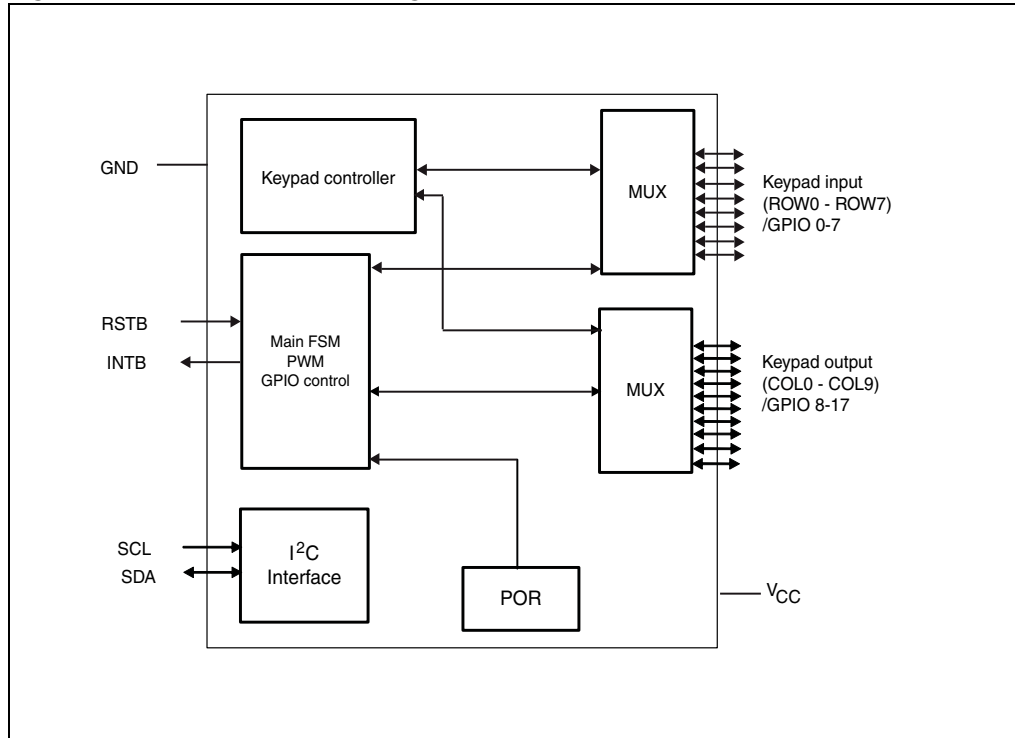 GND
Keypad controller
MUX
Keypad input
(ROW0 - ROW7)
/GPIO 0-7
RSTB
INTB
Main FSM
PWM
GPIO control
MUX
Keypad output
(COL0 - COL9)
/GPIO 8-17
SCL
SDA
I²C
Interface
POR
VCC